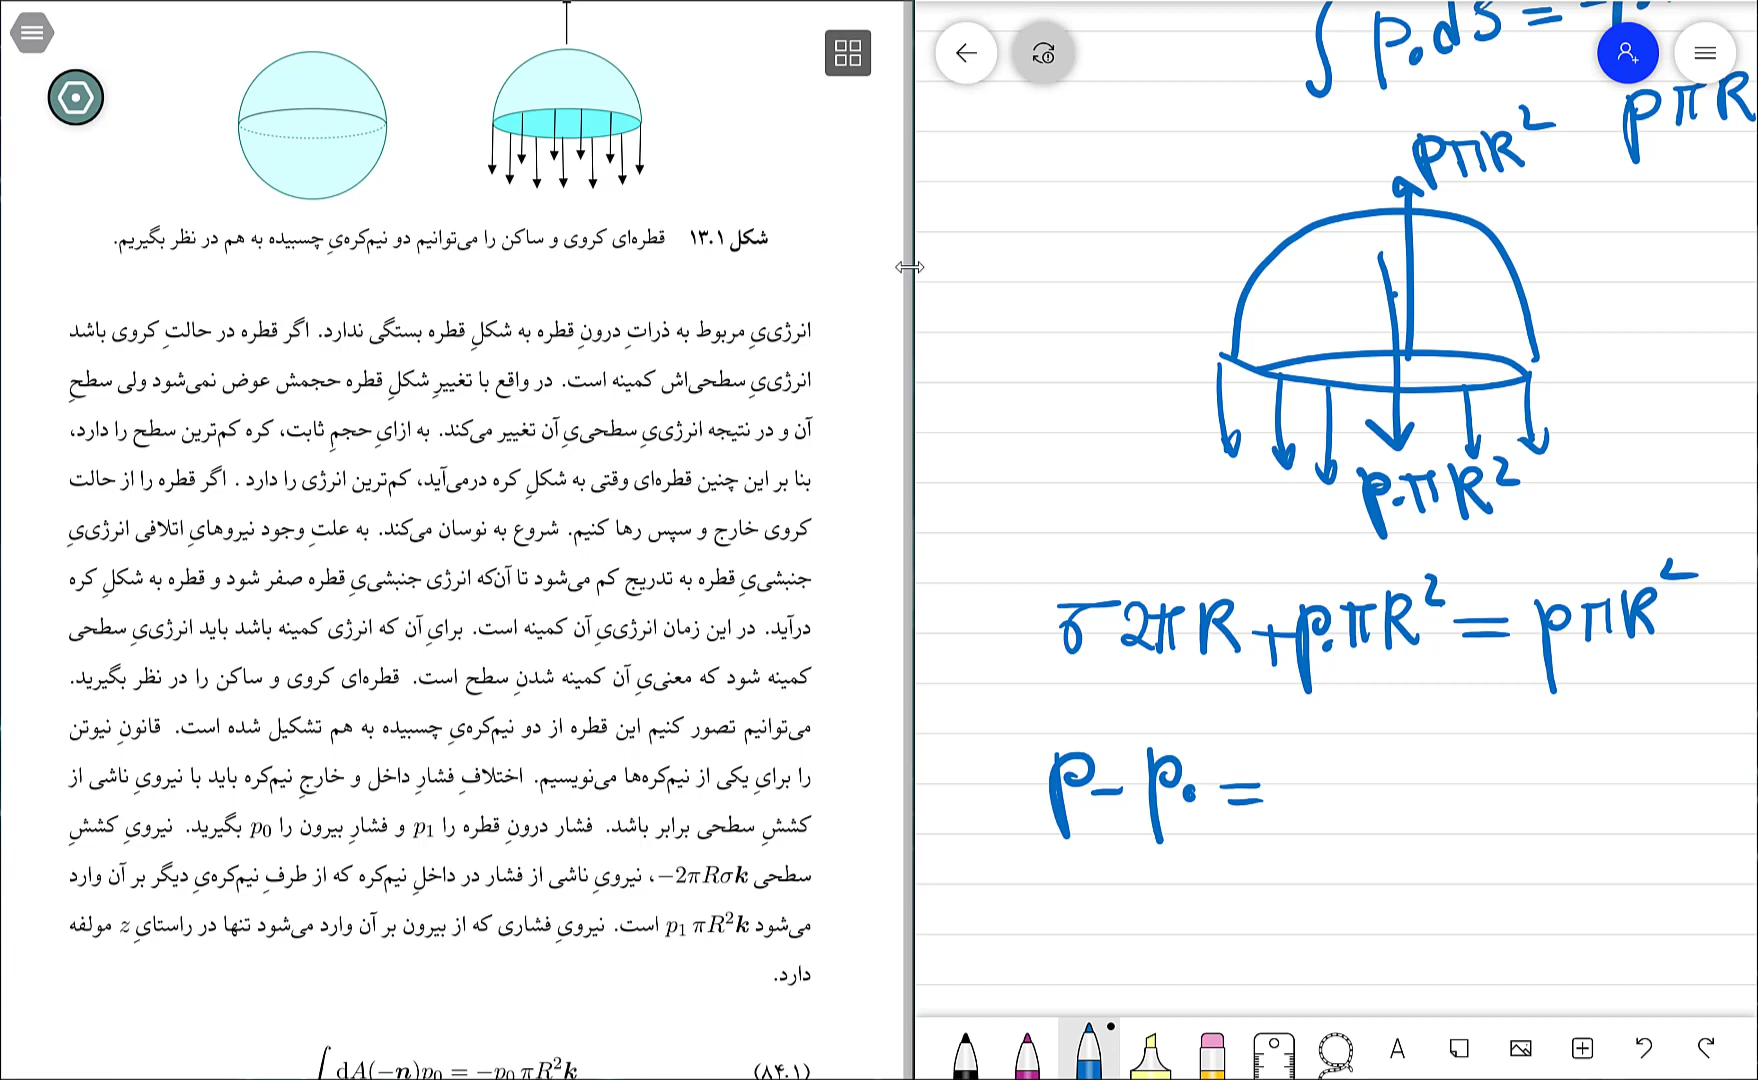 شکل ۱۳.۱ قطره‌ای کروی و ساکن را می‌توانیم دو نیم‌کره‌یِ چسبیده به هم در نظر بگیریم.
انرژی‌یِ مربوط به ذراتِ درونِ قطره به شکلِ قطره بستگی ندارد. اگر قطره در حالتِ کروی باشد
انرژی‌یِ سطحی‌اش کمینه است. در واقع با تغییرِ شکلِ قطره حجمش عوض نمی‌شود ولی سطحِ
آن و در نتیجه انرژی‌یِ سطحی‌یِ آن تغییر می‌کند. به ازایِ حجمِ ثابت، کره کم‌ترین سطح را دارد،
بنا بر این چنین قطره‌ای وقتی به شکلِ کره درمی‌آید، کم‌ترین انرژی را دارد . اگر قطره را از حالت
کروی خارج و سپس رها کنیم. شروع به نوسان می‌کند. به علتِ وجود نیروهایِ اتلافی انرژی‌یِ
جنبشی‌یِ قطره به تدریج کم می‌شود تا آن‌که انرژی جنبشی‌یِ قطره صفر شود و قطره به شکلِ کره
درآید. در این زمان انرژی‌یِ آن کمینه است. برایِ آن که انرژی کمینه باشد باید انرژی‌یِ سطحی
کمینه شود که معنی‌یِ آن کمینه شدنِ سطح است. قطره‌ای کروی و ساکن را در نظر بگیرید.
می‌توانیم تصور کنیم این قطره از دو نیم‌کره‌یِ چسبیده به هم تشکیل شده است. قانونِ نیوتن
را برایِ یکی از نیم‌کره‌ها می‌نویسیم. اختلافِ فشارِ داخل و خارجِ نیم‌کره باید با نیرویِ ناشی از
کششِ سطحی برابر باشد. فشار درونِ قطره را p₁ و فشارِ بیرون را p₀ بگیرید. نیرویِ کششِ
سطحی −2πRσk، نیرویِ ناشی از فشار در داخلِ نیم‌کره که از طرفِ نیم‌کره‌یِ دیگر بر آن وارد
می‌شود p₁ πR²k است. نیرویِ فشاری که از بیرون بر آن وارد می‌شود تنها در راستایِ z مولفه
دارد.
∫ dA(−n)p₀ = −p₀ πR²k (۸۴.۱)
∫ p₀ dS =
pπR
pπR²
p₀πR²
σ2πR + p₀πR² = pπR²
p − p₀ =
A